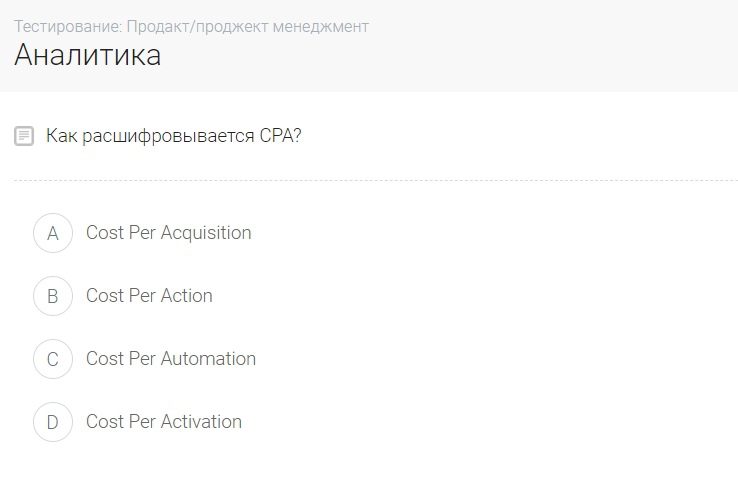 Тестирование: Продакт/проджект менеджмент
Аналитика
Как расшифровывается CPA?
A Cost Per Acquisition
B Cost Per Action
C Cost Per Automation
D Cost Per Activation